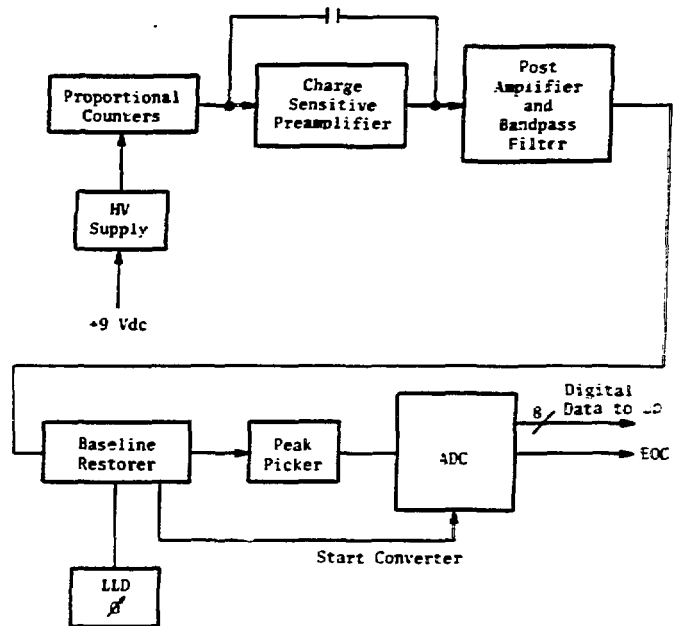 Proportional
Counters
Charge
Sensitive
Preamplifier
Post
Amplifier
and
Bandpass
Filter
HV
Supply
+9 Vdc
Baseline
Restorer
Peak
Picker
ADC
8
Digital
Data to
EOC
Start Converter
LLD